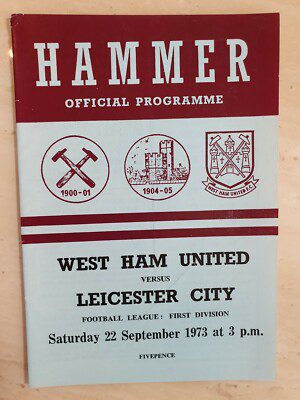 HAMMER
OFFICIAL PROGRAMME
1900-01
1904-05
WEST HAM UNITED F.C.
WEST HAM UNITED
VERSUS
LEICESTER CITY
FOOTBALL LEAGUE: FIRST DIVISION
Saturday 22 September 1973 at 3 p.m.
FIVEPENCE